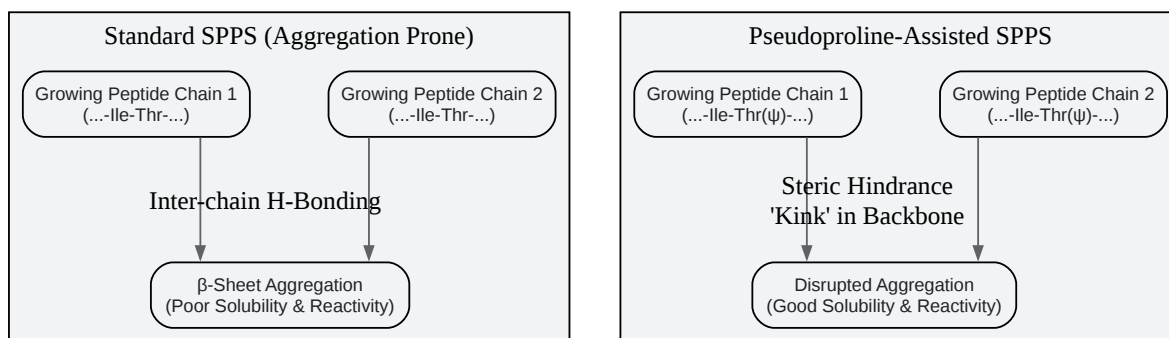 Standard SPPS (Aggregation Prone)
Growing Peptide Chain 1
(...-Ile-Thr-...)
Growing Peptide Chain 2
(...-Ile-Thr-...)
Inter-chain H-Bonding
β-Sheet Aggregation
(Poor Solubility & Reactivity)
Pseudoproline-Assisted SPPS
Growing Peptide Chain 1
(...-Ile-Thr(ψ)-...)
Growing Peptide Chain 2
(...-Ile-Thr(ψ)-...)
Steric Hindrance
'Kink' in Backbone
Disrupted Aggregation
(Good Solubility & Reactivity)